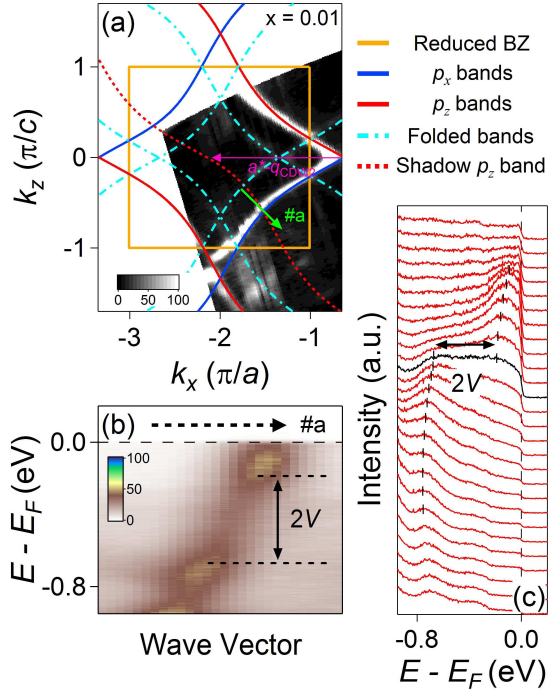 (a)
x = 0.01
1
0
-1
k_z (π/c)
a*-q_CDW
#a
0 50 100
-3
-2
-1
k_x (π/a)
Reduced BZ
p_x bands
p_z bands
Folded bands
Shadow p_z band
(b)
#a
0.0
-0.8
E - E_F (eV)
100
50
0
2V
Wave Vector
Intensity (a.u.)
2V
(c)
-0.8
0.0
E - E_F (eV)